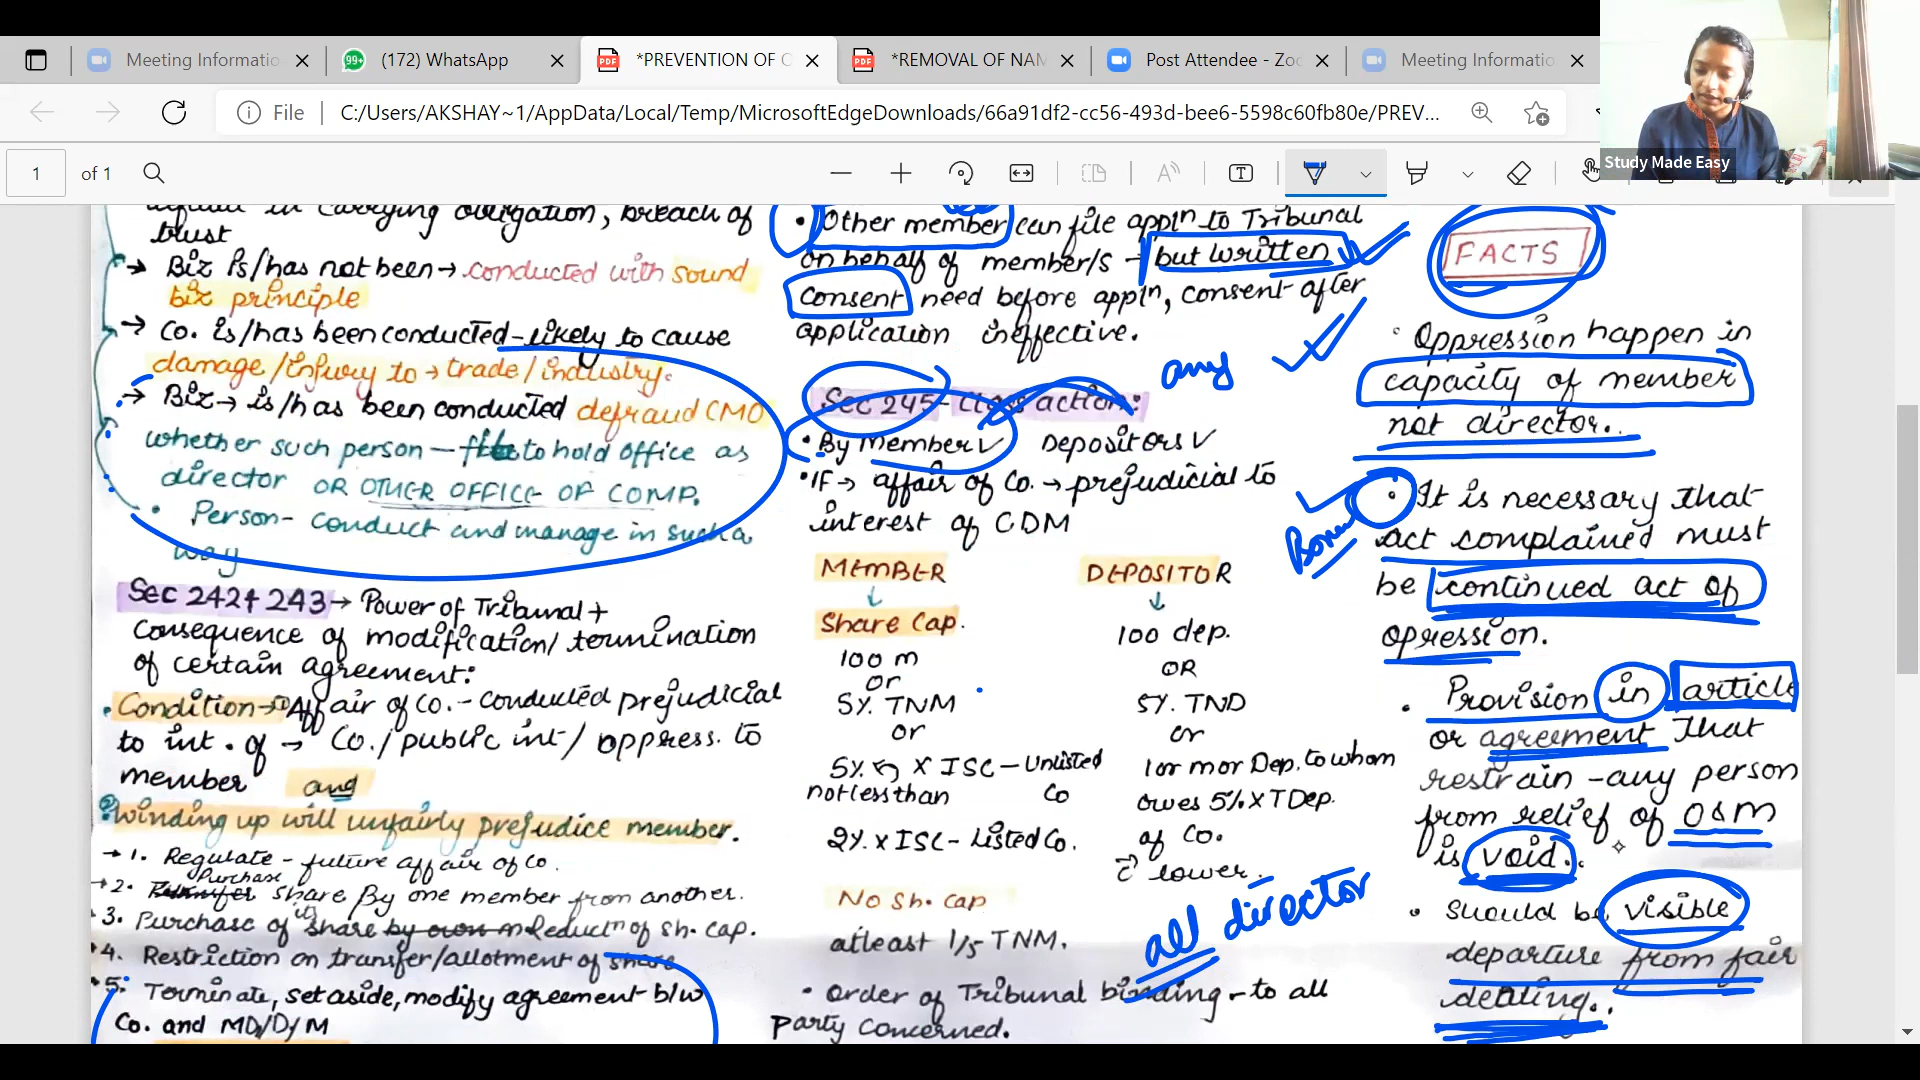 Meeting Informatio
99+
(172) WhatsApp
*PREVENTION OF O
*REMOVAL OF NAM
Post Attendee - Zoo
Meeting Informatio
File
C:/Users/AKSHAY~1/AppData/Local/Temp/MicrosoftEdgeDownloads/66a91df2-cc56-493d-bee6-5598c60fb80e/PREV...
Study Made Easy
1 of 1
in carrying obligation, breach of
trust
→ Biz is/has not been → conducted with sound
biz principle
→ Co. is/has been conducted - likely to cause
damage/injury to → trade/industry.
→ Biz → is/has been conducted defraud CMO
whether such person - fit to hold office as
director OR OTHER OFFICE OF COMP.
• Person - conduct and manage in such a
way
Sec 242+ 243 → Power of Tribunal +
Consequence of modification/ termination
of certain agreement:
• Condition → ① Affair of Co. - conducted prejudicial
to int. of → Co./ public int/ oppress. to
member and
② Winding up will unfairly prejudice member.
→ 1. Regulate - future affair of Co.
Purchase
→ 2. share By one member from another.
3. Purchase of its share Reductn of sh. cap.
4. Restriction on transfer/allotment of share
5. Terminate, set aside, modify agreement b/w
Co. and MD/D/M
• Other member can file appln to Tribunal
on behalf of member/s → but written
consent need before appln, consent after
application ineffective.
any
Sec 245 - Class action:
• By Member ✓ Depositors ✓
• IF → affair of Co. → prejudicial to
interest of CDM
MEMBER DEPOSITOR
↓ ↓
Share Cap. 100 dep.
100 m OR
or
5% TNM 5% TND
or or
5% x ISC - Unlisted 1 or mor Dep. to whom
not less than Co owes 5% x T Dep.
2% x ISC - Listed Co. of Co.
lower.
No Sh. cap
atleast 1/5 TNM.
all director
• Order of Tribunal binding - to all
Party Concerned.
FACTS
• Oppression happen in
capacity of member
not director.
Bonus
• It is necessary that
act complained must
be continued act of
opression.
• Provision in article
or agreement that
restrain - any person
from relief of O&M
is void.
• Should be visible
departure from fair
dealing.